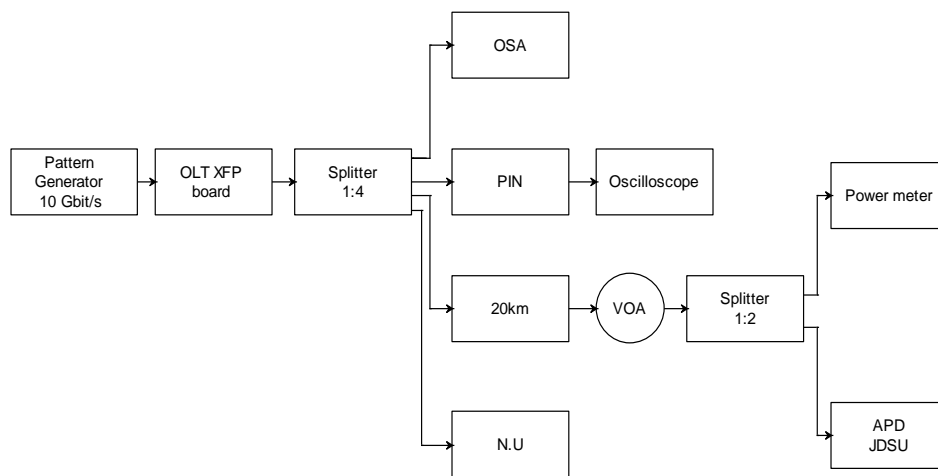 OSA
Pattern
Generator
10 Gbit/s
OLT XFP
board
Splitter
1:4
PIN
Oscilloscope
Power meter
20km
VOA
Splitter
1:2
N.U
APD
JDSU